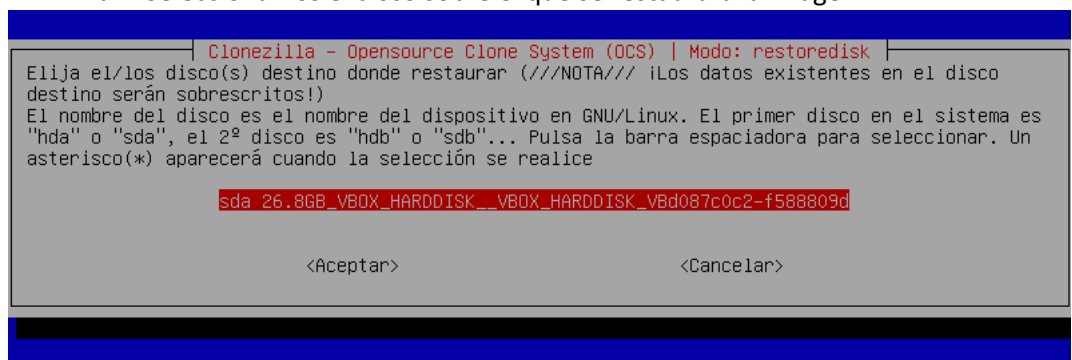 Clonezilla - Opensource Clone System (OCS) | Modo: restoredisk
Elija el/los disco(s) destino donde restaurar (///NOTA/// ¡Los datos existentes en el disco
destino serán sobrescritos!)
El nombre del disco es el nombre del dispositivo en GNU/Linux. El primer disco en el sistema es
"hda" o "sda", el 2º disco es "hdb" o "sdb"... Pulsa la barra espaciadora para seleccionar. Un
asterisco(*) aparecerá cuando la selección se realice
sda 26.8GB_VBOX_HARDDISK__VBOX_HARDDISK_VBd087c0c2-f588809d
<Aceptar> <Cancelar>